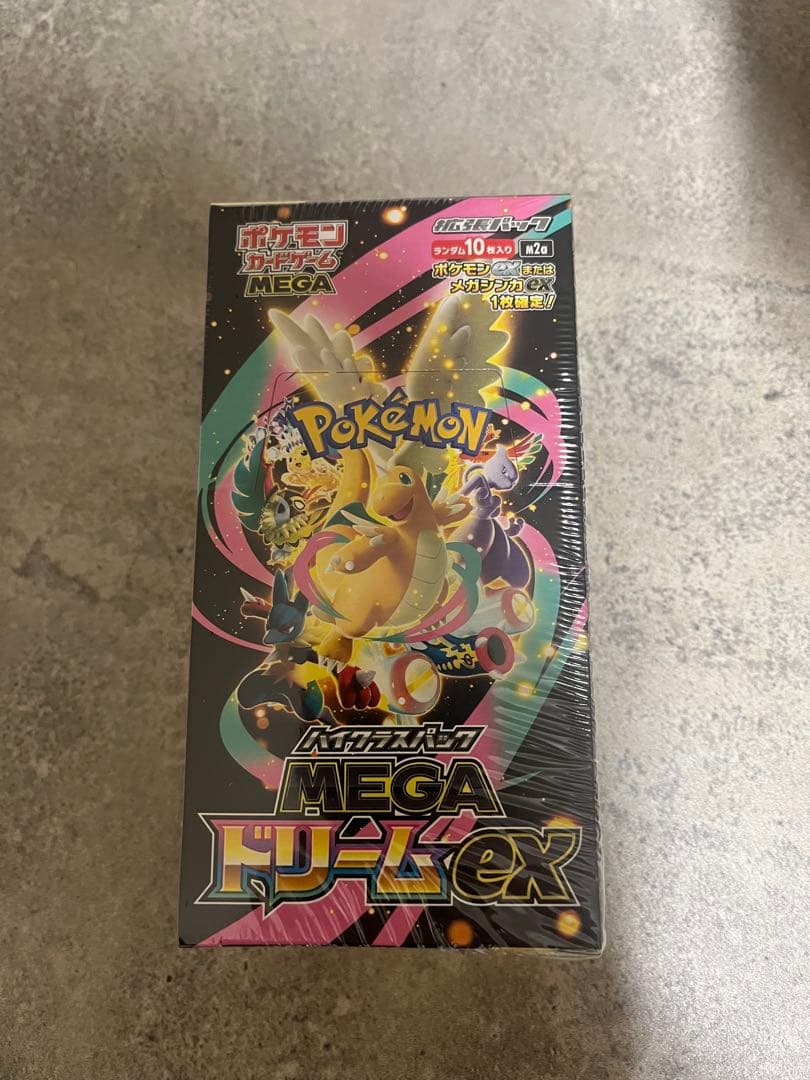 ポケモン
カードゲーム
MEGA
拡張パック
ランダム10枚入り M2a
ポケモンexまたは
メガシンカex
1枚確定!
POKéMON
ハイクラスパック
MEGA
ドリームex